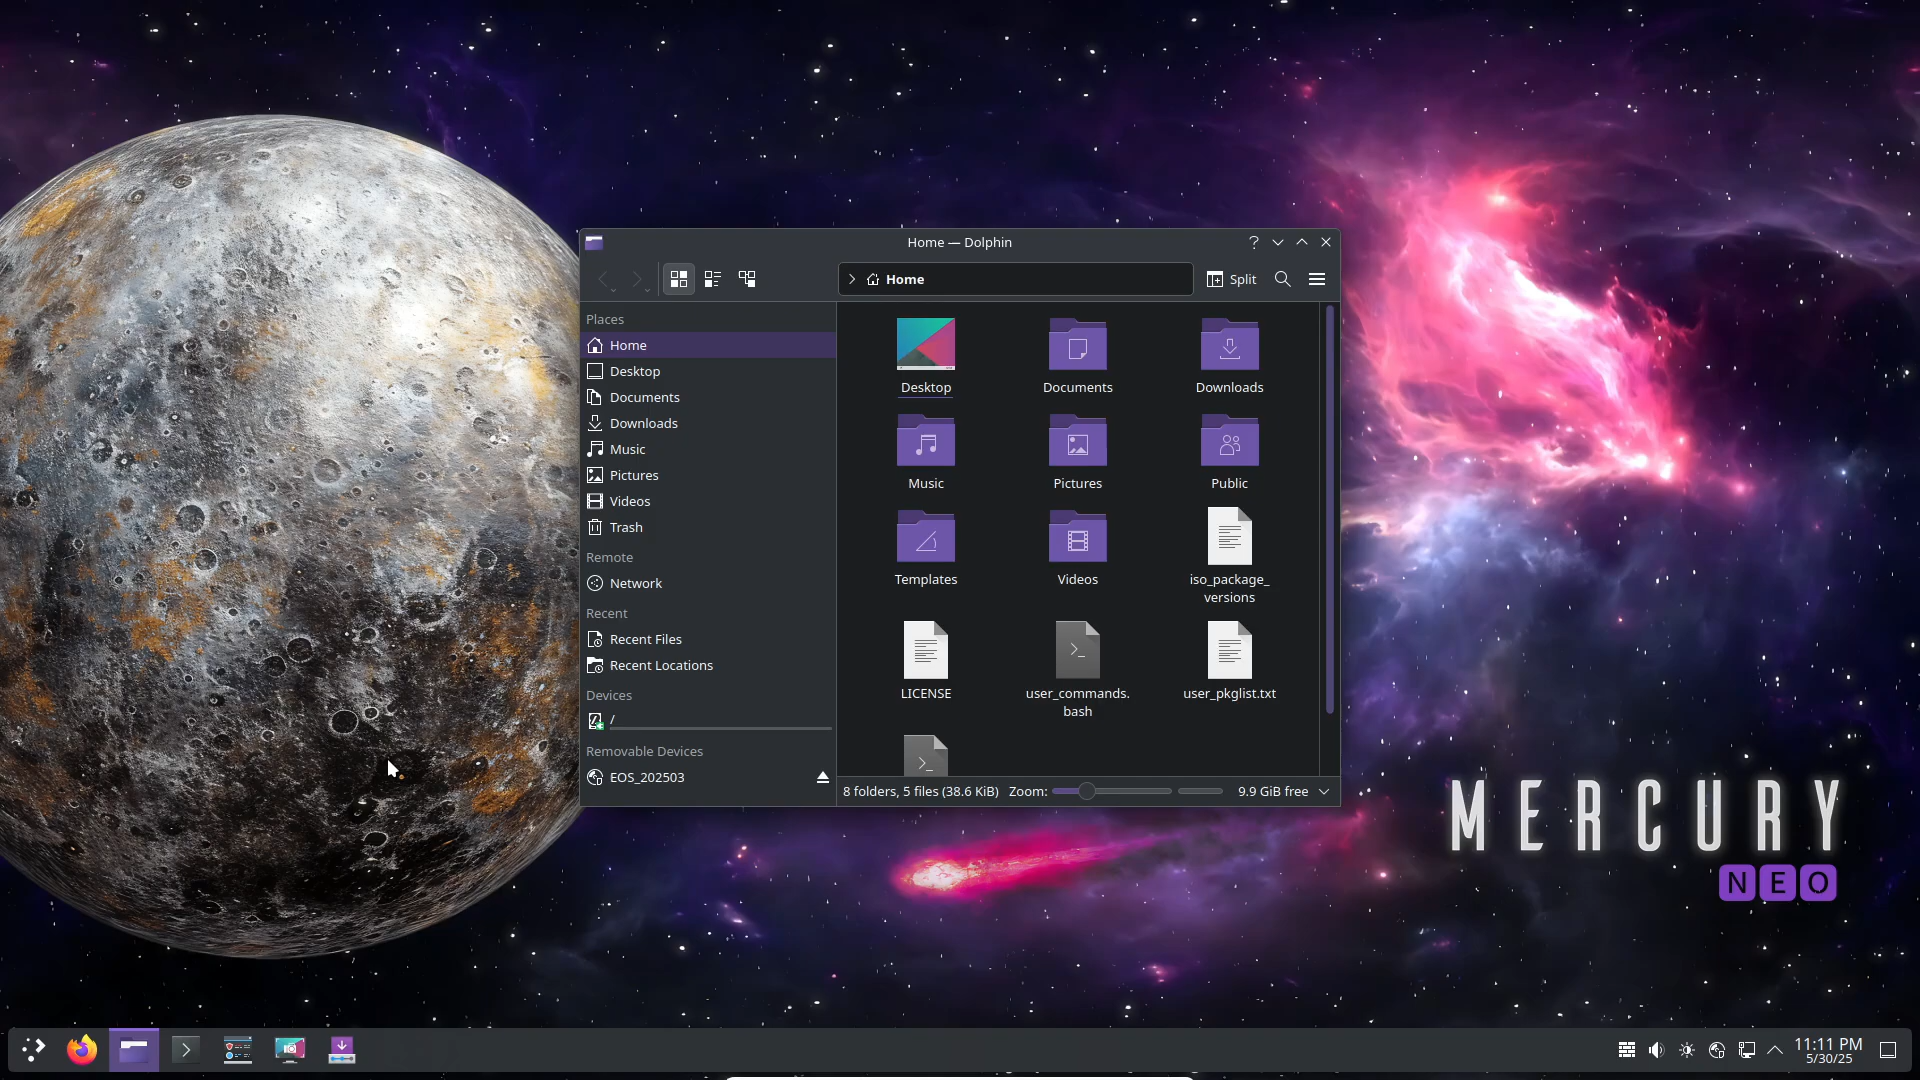 Home — Dolphin
Home
Split
Places
Home
Desktop
Documents
Downloads
Music
Pictures
Videos
Trash
Remote
Network
Recent
Recent Files
Recent Locations
Devices
/
Removable Devices
EOS_202503
Desktop
Documents
Downloads
Music
Pictures
Public
Templates
Videos
iso_package_
versions
LICENSE
user_commands.
bash
user_pkglist.txt
8 folders, 5 files (38.6 KiB)
Zoom:
9.9 GiB free
MERCURY
NEO
11:11 PM
5/30/25